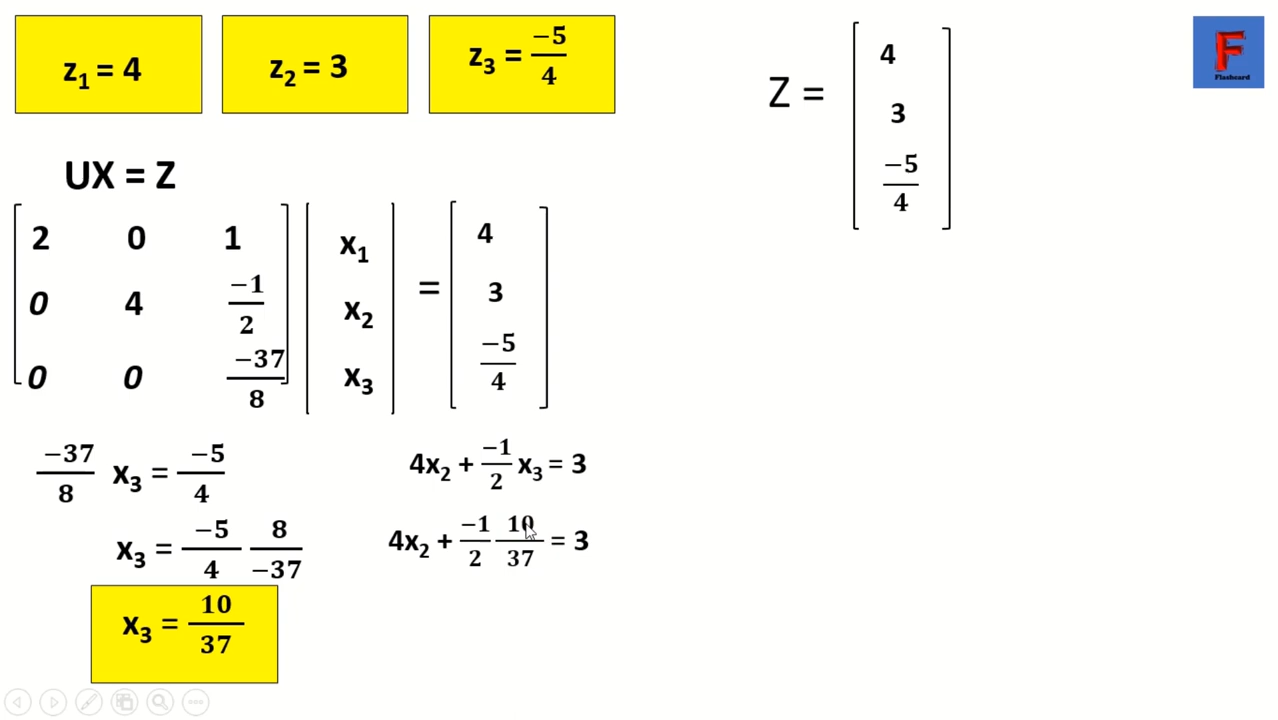 z₁ = 4
z₂ = 3
z₃ = −5/4
Z = [4
3
−5/4]
F
Flashcard
UX = Z
[2 0 1
0 4 −1/2
0 0 −37/8]
[x₁
x₂
x₃]
=
[4
3
−5/4]
−37/8 x₃ = −5/4
x₃ = −5/4 8/−37
x₃ = 10/37
4x₂ + −1/2 x₃ = 3
4x₂ + −1/2 10/37 = 3